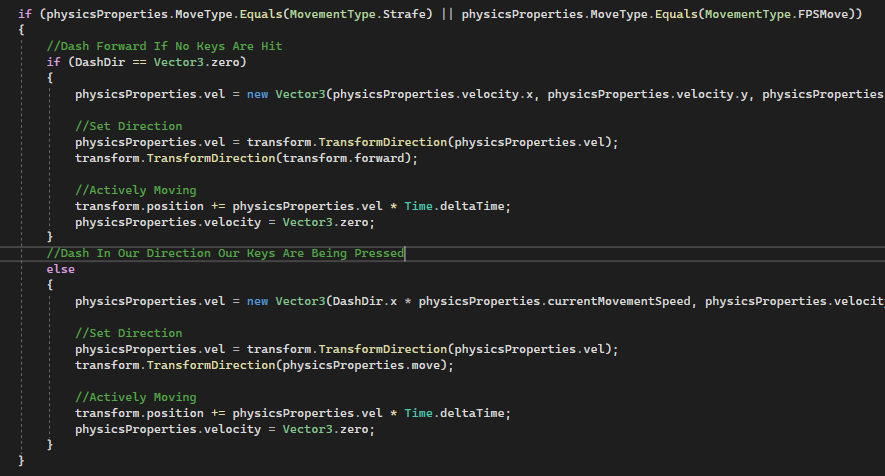 if (physicsProperties.MoveType.Equals(MovementType.Strafe) || physicsProperties.MoveType.Equals(MovementType.FPSMove))
{
    //Dash Forward If No Keys Are Hit
    if (DashDir == Vector3.zero)
    {
        physicsProperties.vel = new Vector3(physicsProperties.velocity.x, physicsProperties.velocity.y, physicsProperties

        //Set Direction
        physicsProperties.vel = transform.TransformDirection(physicsProperties.vel);
        transform.TransformDirection(transform.forward);

        //Actively Moving
        transform.position += physicsProperties.vel * Time.deltaTime;
        physicsProperties.velocity = Vector3.zero;
    }
    //Dash In Our Direction Our Keys Are Being Pressed
    else
    {
        physicsProperties.vel = new Vector3(DashDir.x * physicsProperties.currentMovementSpeed, physicsProperties.velocit

        //Set Direction
        physicsProperties.vel = transform.TransformDirection(physicsProperties.vel);
        transform.TransformDirection(physicsProperties.move);

        //Actively Moving
        transform.position += physicsProperties.vel * Time.deltaTime;
        physicsProperties.velocity = Vector3.zero;
    }
}